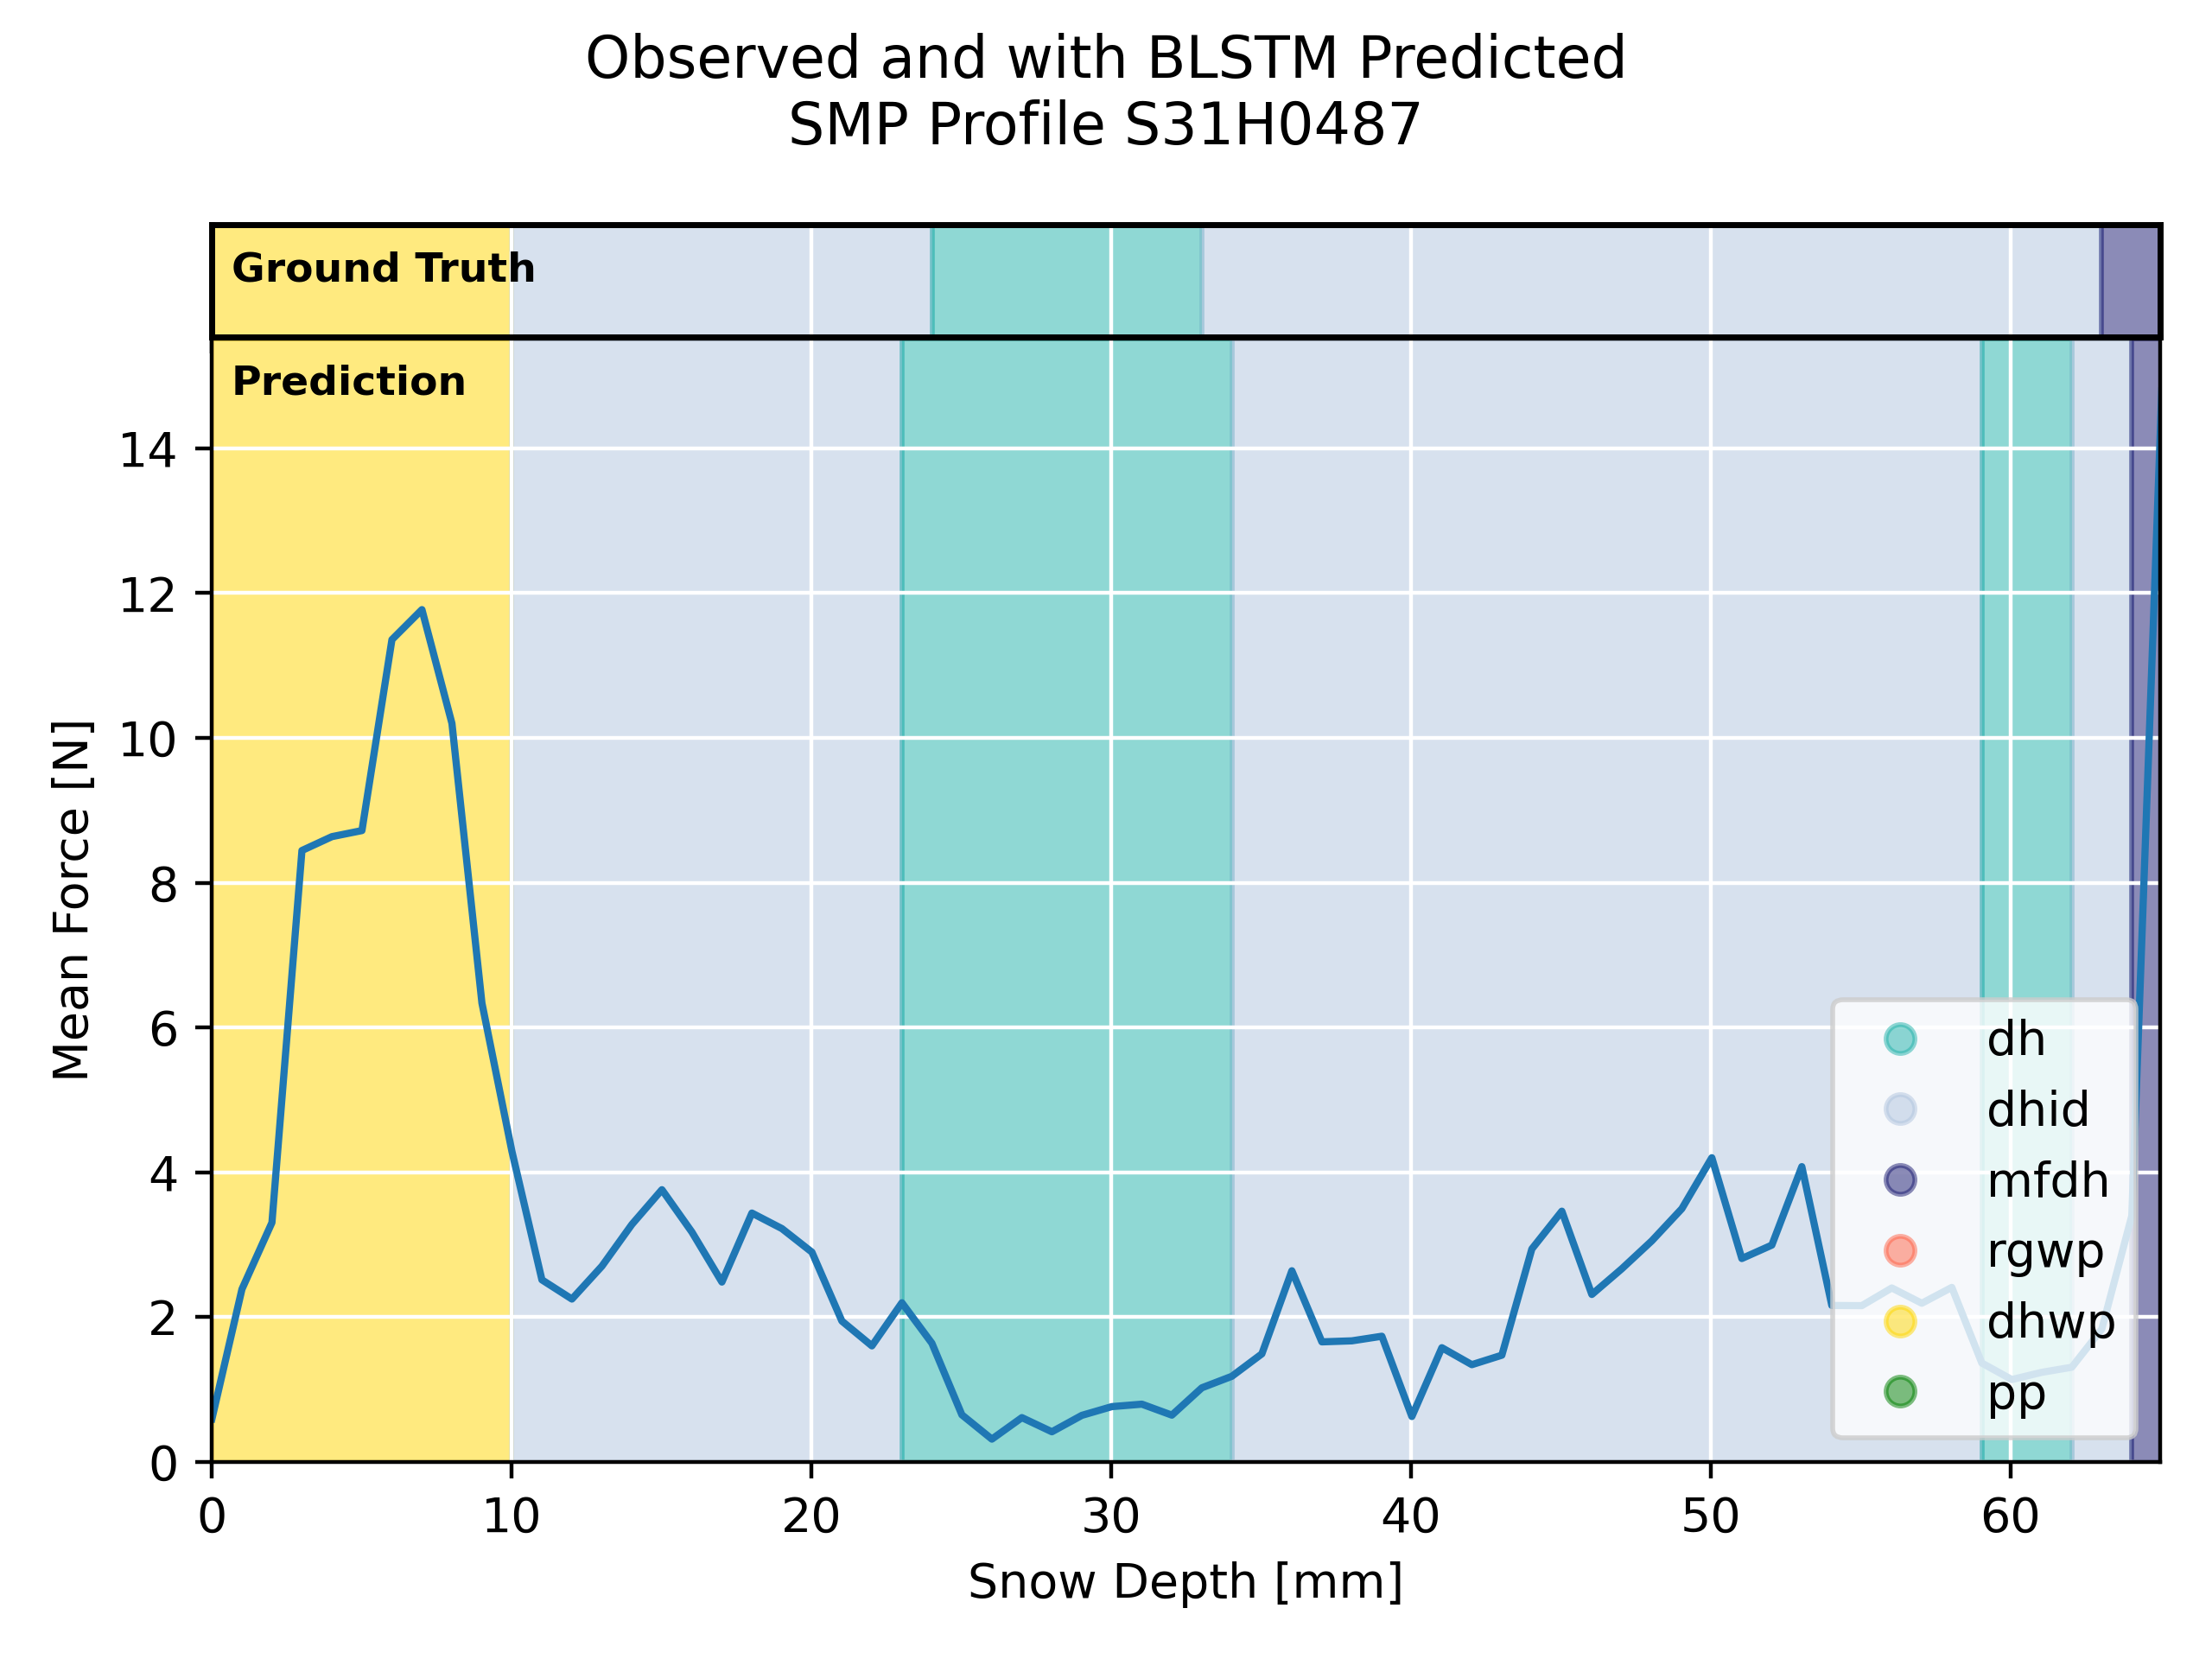 Observed and with BLSTM Predicted
SMP Profile S31H0487
Ground Truth
Prediction
14
12
10
8
6
4
2
0
Mean Force [N]
dh
dhid
mfdh
rgwp
dhwp
pp
0 10 20 30 40 50 60
Snow Depth [mm]